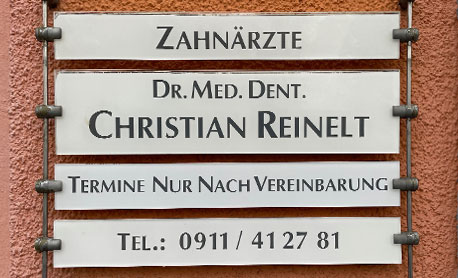 ZAHNÄRZTE
DR. MED. DENT.
CHRISTIAN REINELT
TERMINE NUR NACH VEREINBARUNG
TEL.: 0911 / 41 27 81